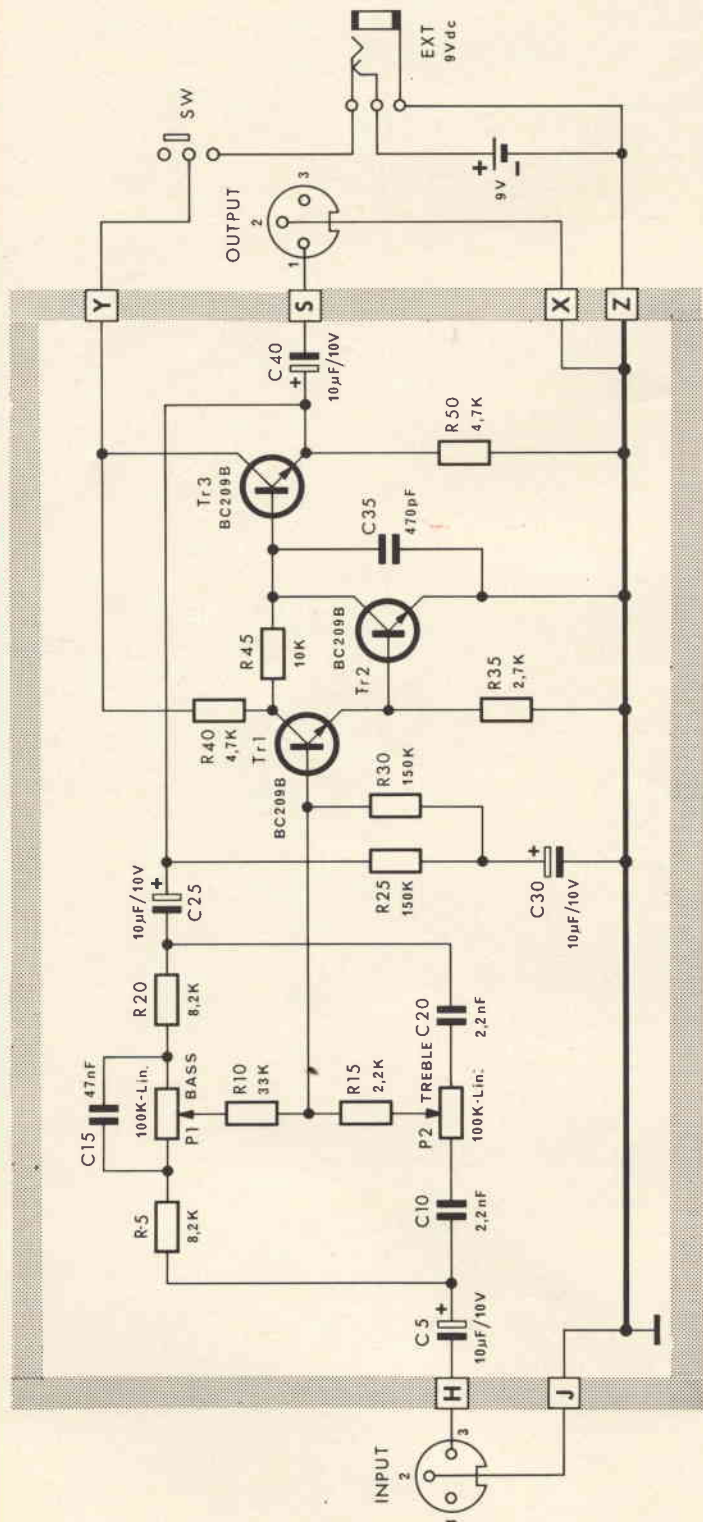 INPUT
1
2
3
H
J
C5
10µF/10V
R-5
8,2K
C15
47nF
100K-Lin.
P1
BASS
R10
33K
R15
2,2K
C10
2,2nF
P2
TREBLE
100K-Lin.
C20
2,2nF
R20
8,2K
10µF/10V
+
C25
+
R25
150K
R30
150K
C30
+
10µF/10V
R40
4,7K
Tr1
BC209B
R45
10K
R35
2,7K
Tr2
BC209B
C35
470pF
Tr3
BC209B
R50
4,7K
C40
+
10µF/10V
Y
S
X
Z
OUTPUT
1
2
3
SW
9V
+
-
EXT
9Vdc